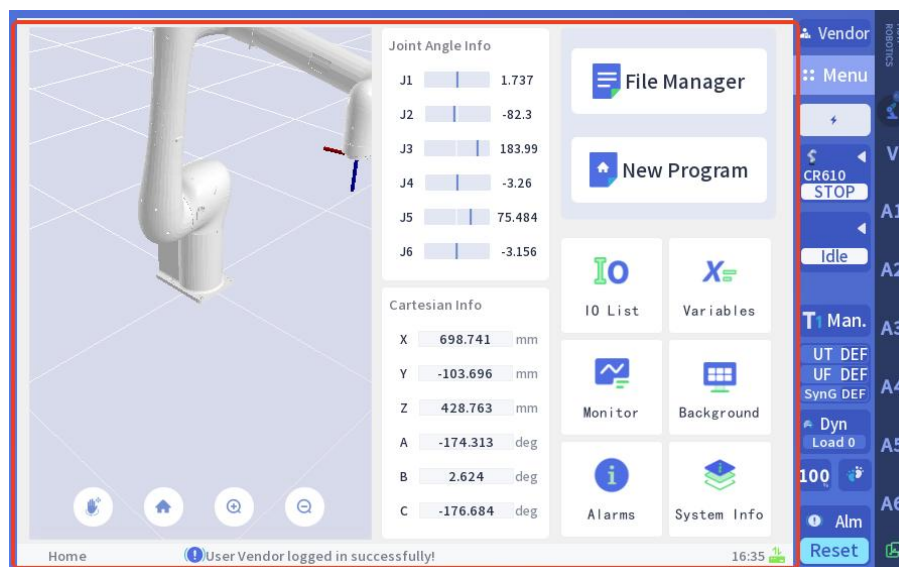 Joint Angle Info
J1 1.737
J2 -82.3
J3 183.99
J4 -3.26
J5 75.484
J6 -3.156
Cartesian Info
X 698.741 mm
Y -103.696 mm
Z 428.763 mm
A -174.313 deg
B 2.624 deg
C -176.684 deg
File Manager
New Program
IO
IO List
X=
Variables
Monitor
Background
Alarms
System Info
Home
User Vendor logged in successfully!
16:35
Vendor
Menu
CR610
STOP
Idle
T1 Man.
UT DEF
UF DEF
SynG DEF
Dyn
Load 0
100
Alm
Reset
ROBOTICS
A1
A2
A3
A4
A5
A6